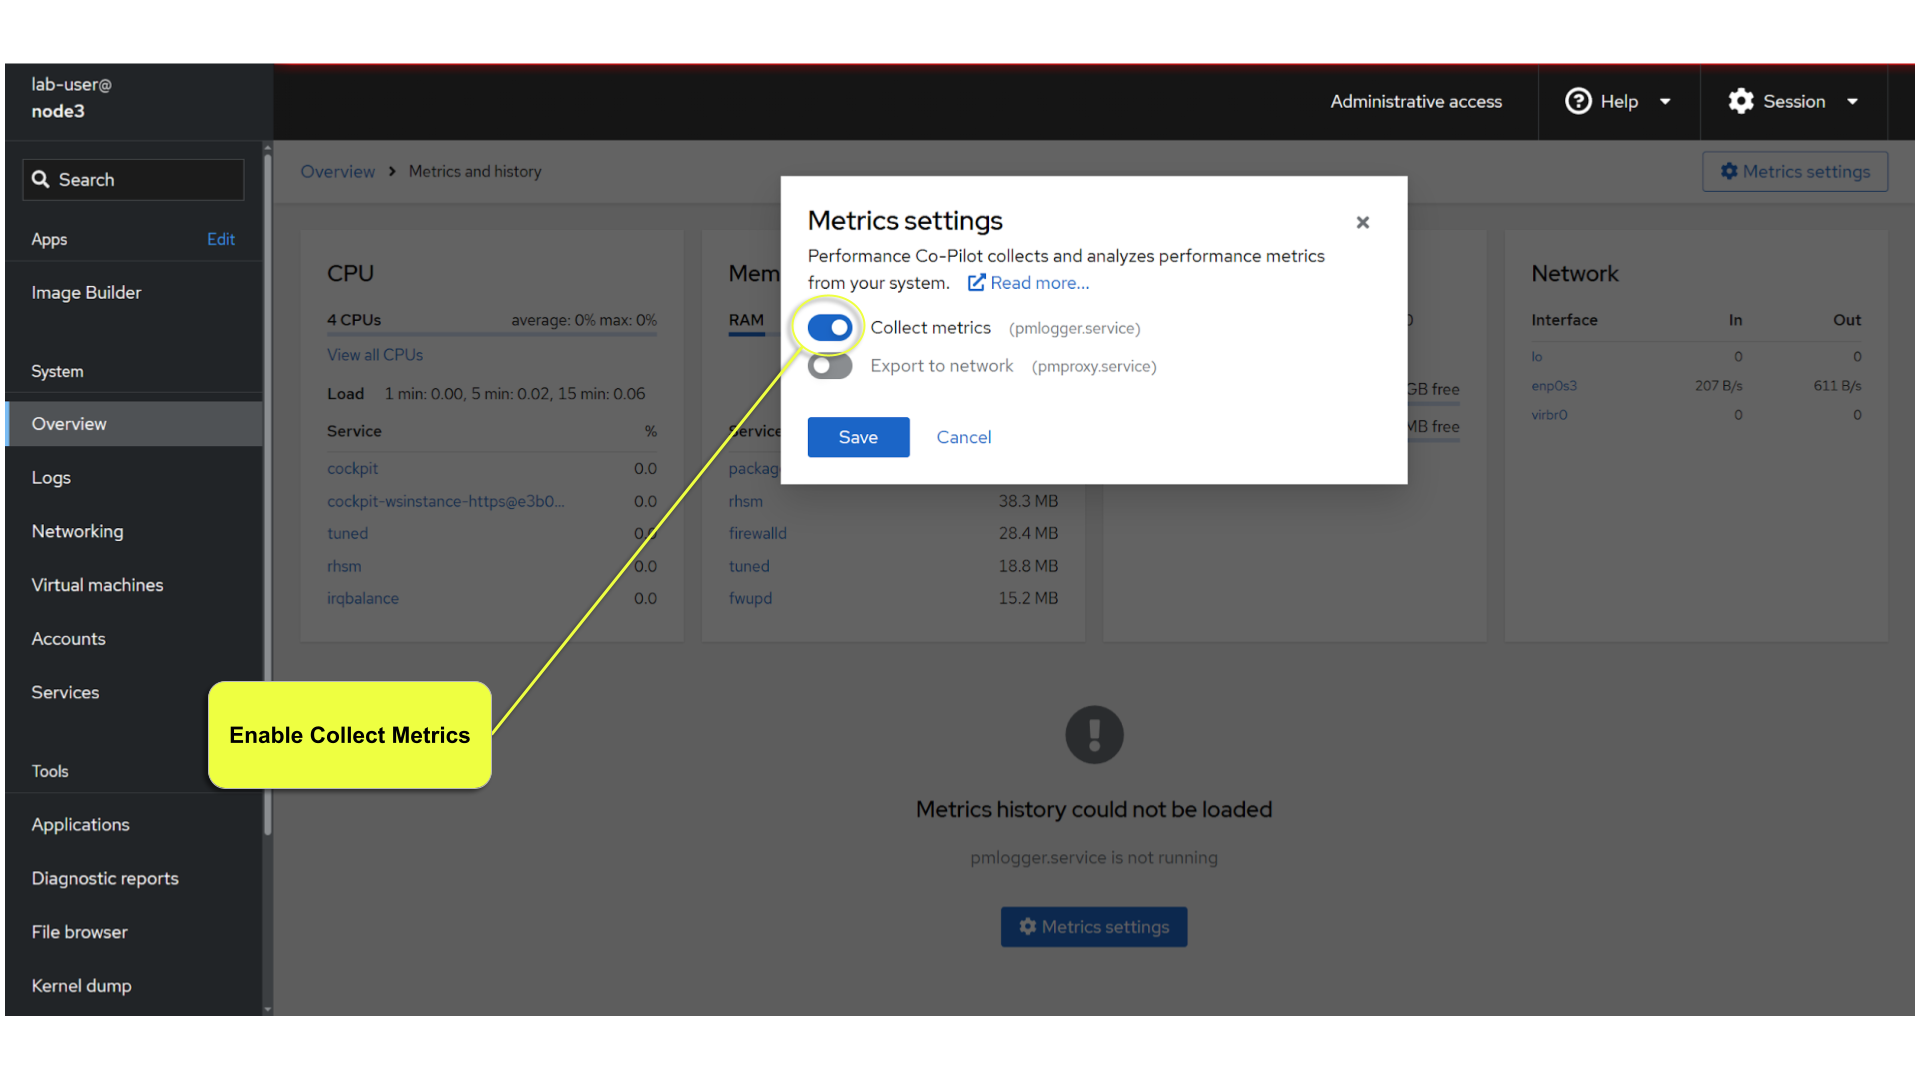 lab-user@
node3
Administrative access
Help
Session
Search
Apps Edit
Image Builder
System
Overview
Logs
Networking
Virtual machines
Accounts
Services
Tools
Applications
Diagnostic reports
File browser
Kernel dump
Overview > Metrics and history
Metrics settings
CPU
4 CPUs average: 0% max: 0%
View all CPUs
Load 1 min: 0.00, 5 min: 0.02, 15 min: 0.06
Service %
cockpit 0.0
cockpit-wsinstance-https@e3b0... 0.0
tuned 0.0
rhsm 0.0
irqbalance 0.0
Mem
RAM
Service
packag
rhsm 38.3 MB
firewalld 28.4 MB
tuned 18.8 MB
fwupd 15.2 MB
GB free
MB free
Network
Interface In Out
lo 0 0
enp0s3 207 B/s 611 B/s
virbr0 0 0
Metrics settings
Performance Co-Pilot collects and analyzes performance metrics
from your system. Read more...
Collect metrics (pmlogger.service)
Export to network (pmproxy.service)
Save Cancel
Enable Collect Metrics
Metrics history could not be loaded
pmlogger.service is not running
Metrics settings